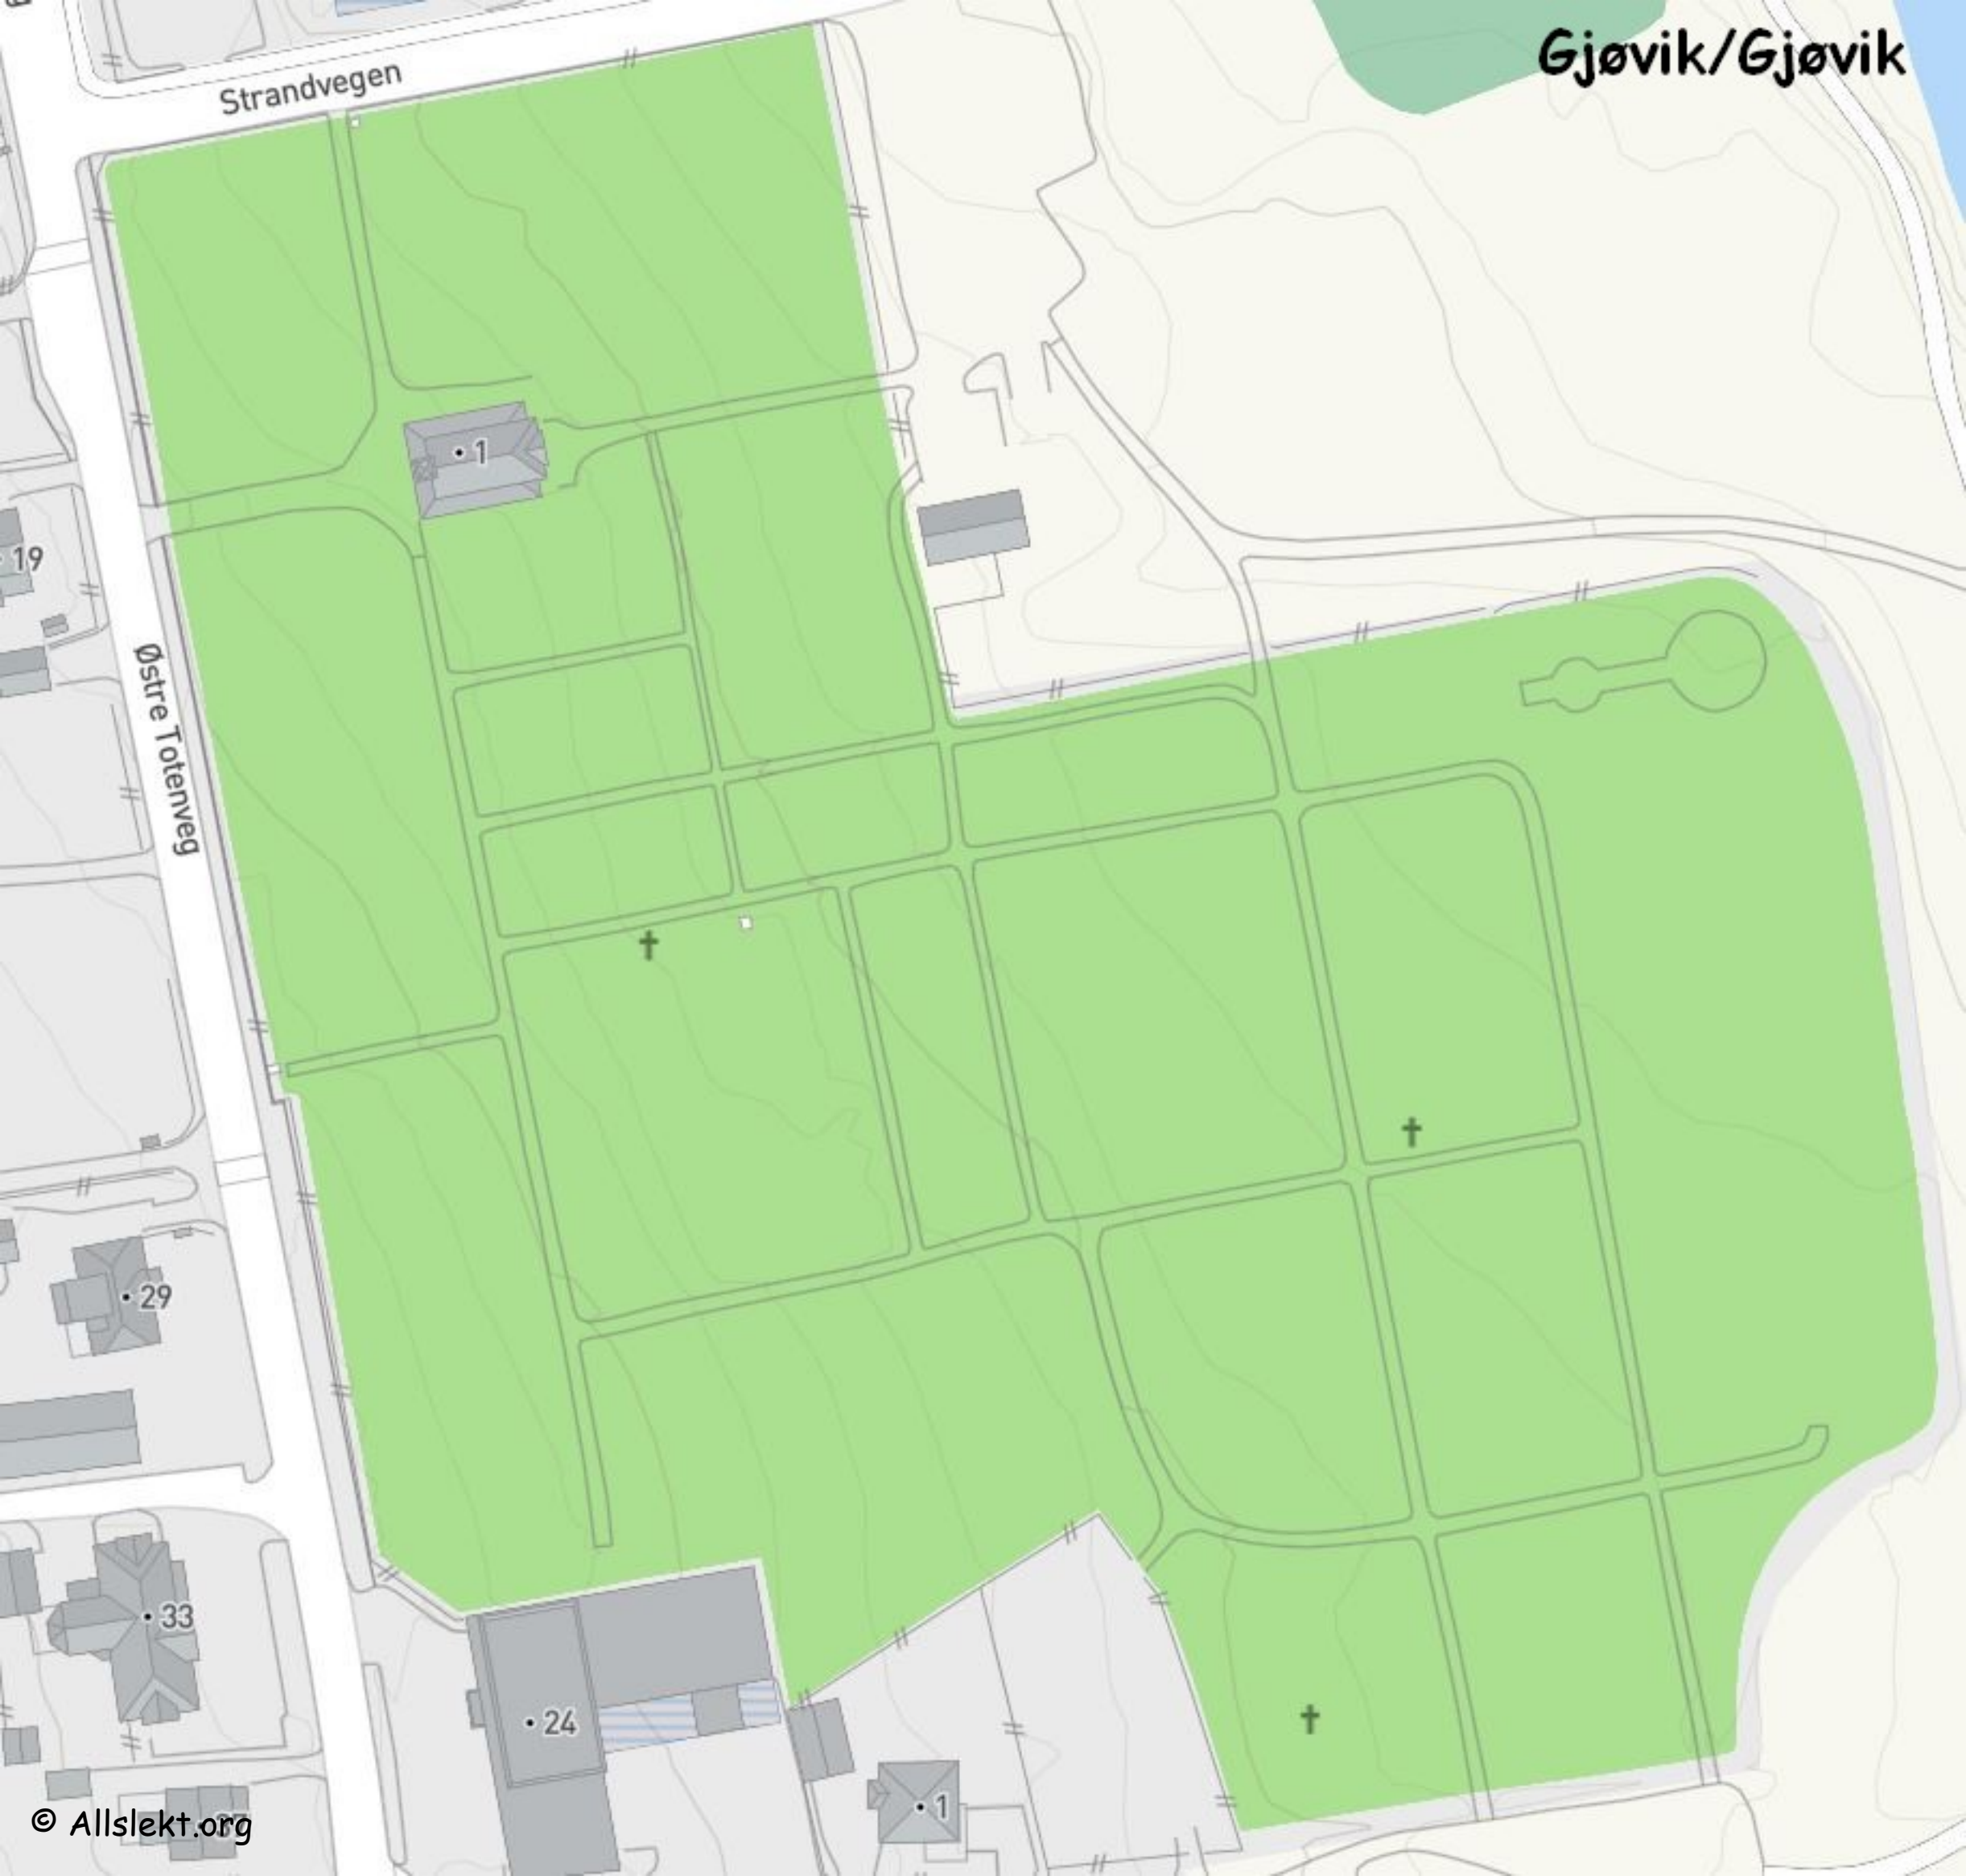 Gjøvik/Gjøvik
Strandvegen
1
19
Østre Totenveg
29
33
24
1
© Allslekt.org